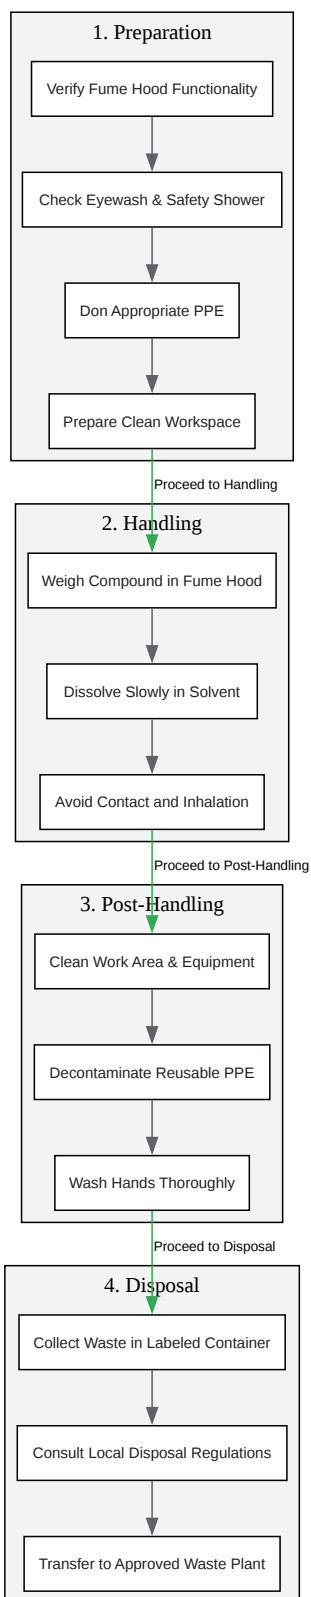 1. Preparation
Verify Fume Hood Functionality
Check Eyewash & Safety Shower
Don Appropriate PPE
Prepare Clean Workspace
Proceed to Handling
2. Handling
Weigh Compound in Fume Hood
Dissolve Slowly in Solvent
Avoid Contact and Inhalation
Proceed to Post-Handling
3. Post-Handling
Clean Work Area & Equipment
Decontaminate Reusable PPE
Wash Hands Thoroughly
Proceed to Disposal
4. Disposal
Collect Waste in Labeled Container
Consult Local Disposal Regulations
Transfer to Approved Waste Plant